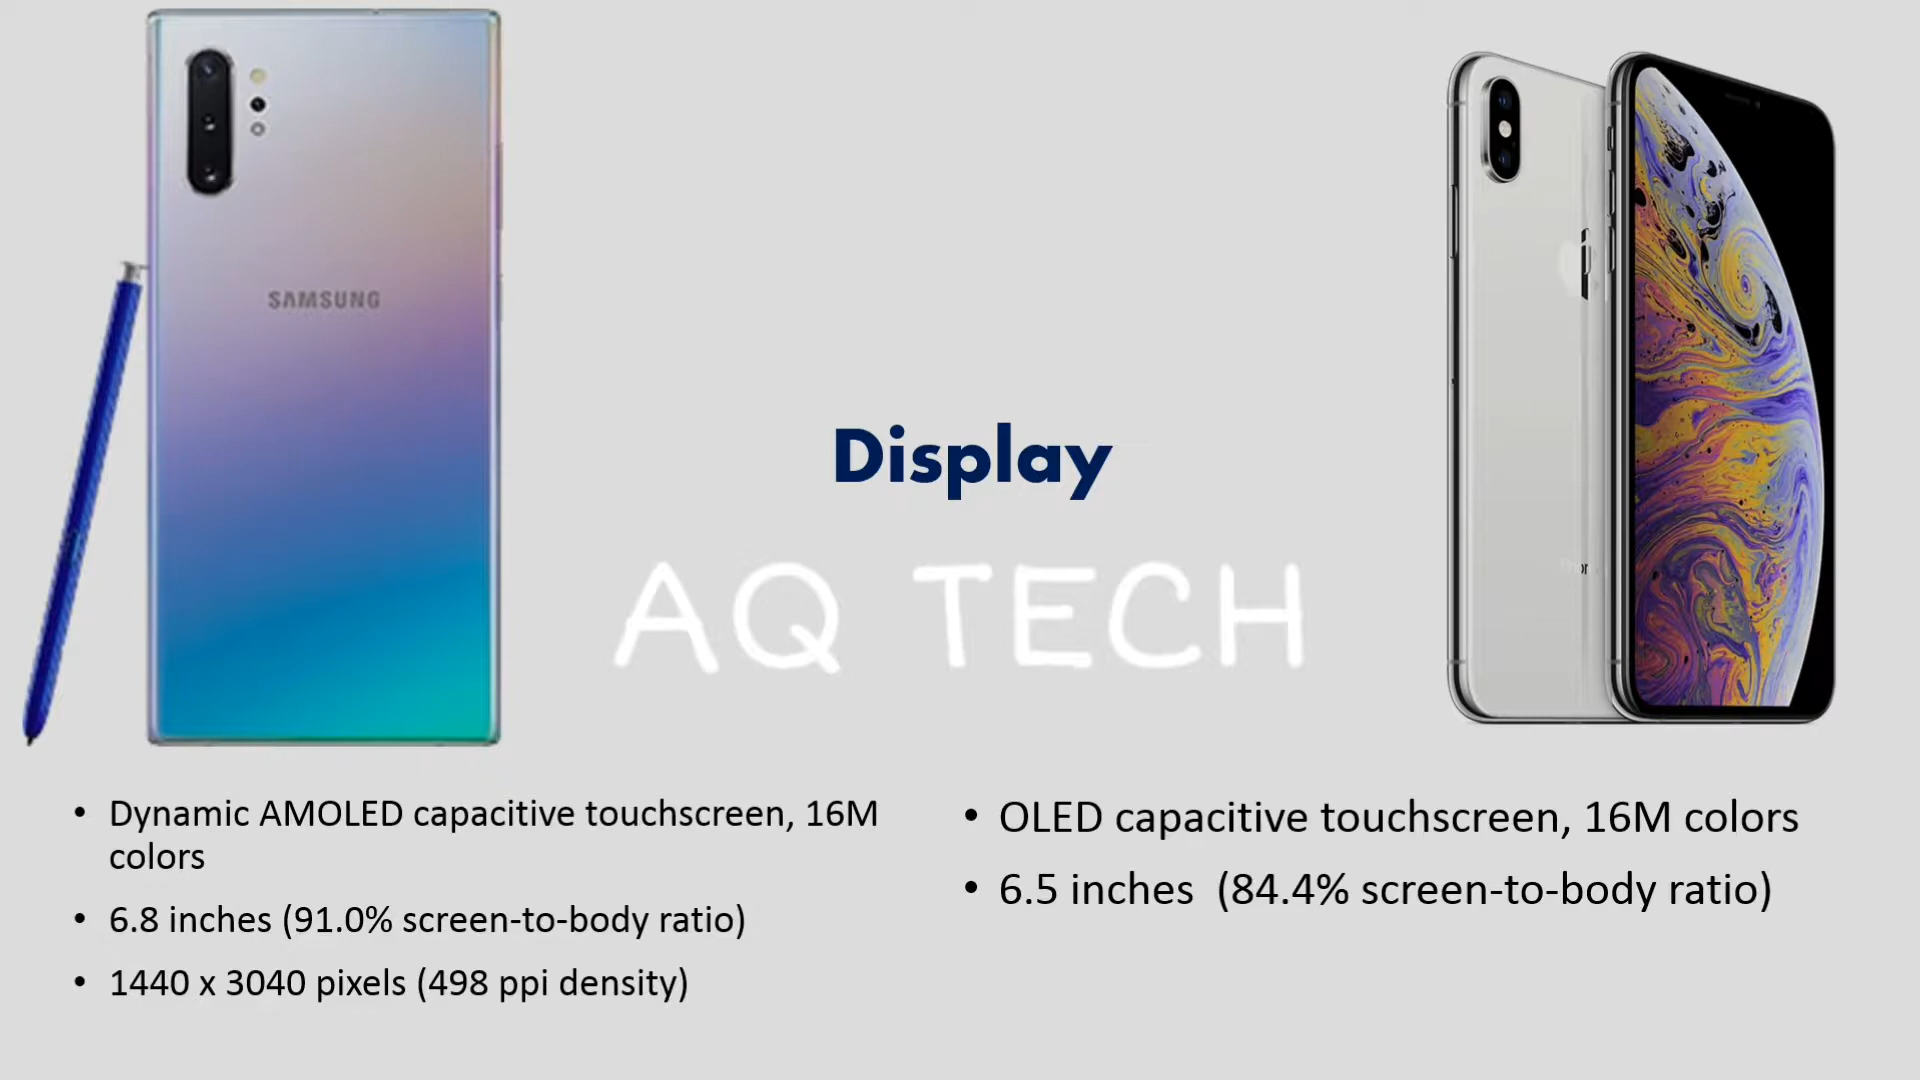 SAMSUNG
Display
AQ TECH
• Dynamic AMOLED capacitive touchscreen, 16M
colors
• 6.8 inches (91.0% screen-to-body ratio)
• 1440 x 3040 pixels (498 ppi density)
• OLED capacitive touchscreen, 16M colors
• 6.5 inches (84.4% screen-to-body ratio)